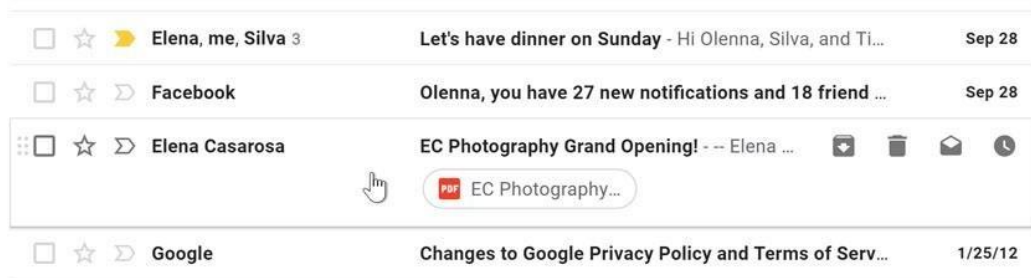 Elena, me, Silva 3 Let's have dinner on Sunday - Hi Olenna, Silva, and Ti... Sep 28
Facebook Olenna, you have 27 new notifications and 18 friend ... Sep 28
Elena Casarosa EC Photography Grand Opening! - -- Elena ...
PDF EC Photography...
Google Changes to Google Privacy Policy and Terms of Serv... 1/25/12